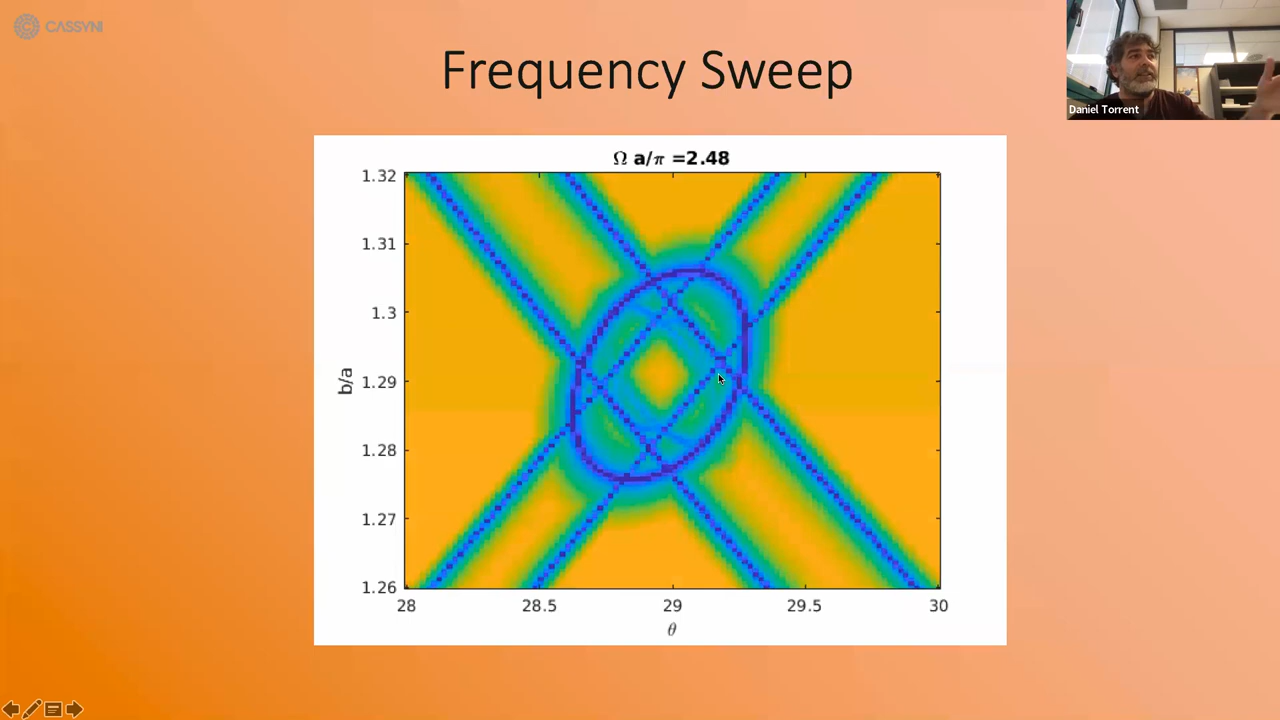 CASSYNI
Frequency Sweep
Daniel Torrent
Ω a/π =2.48
1.32
1.31
1.3
1.29
1.28
1.27
1.26
b/a
28
28.5
29
29.5
30
θ